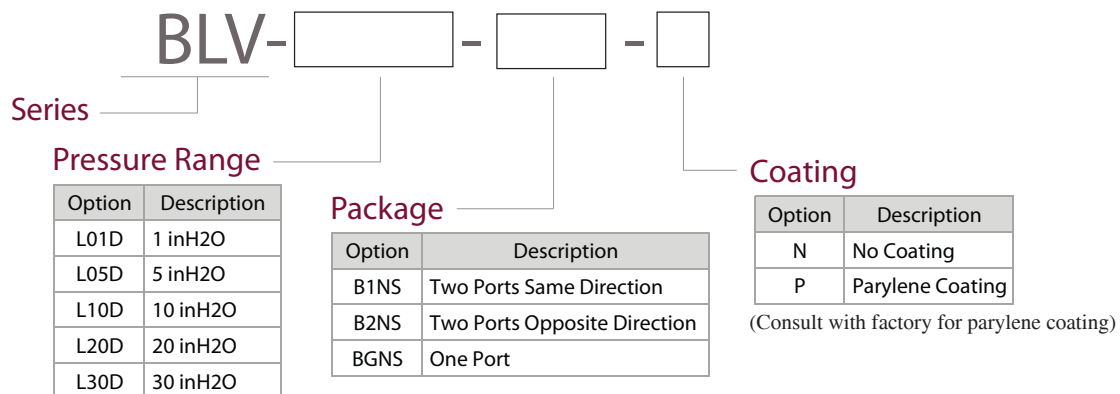 BLV- - -
Series
Pressure Range
Option Description
L01D 1 inH2O
L05D 5 inH2O
L10D 10 inH2O
L20D 20 inH2O
L30D 30 inH2O
Package
Option Description
B1NS Two Ports Same Direction
B2NS Two Ports Opposite Direction
BGNS One Port
Coating
Option Description
N No Coating
P Parylene Coating
(Consult with factory for parylene coating)